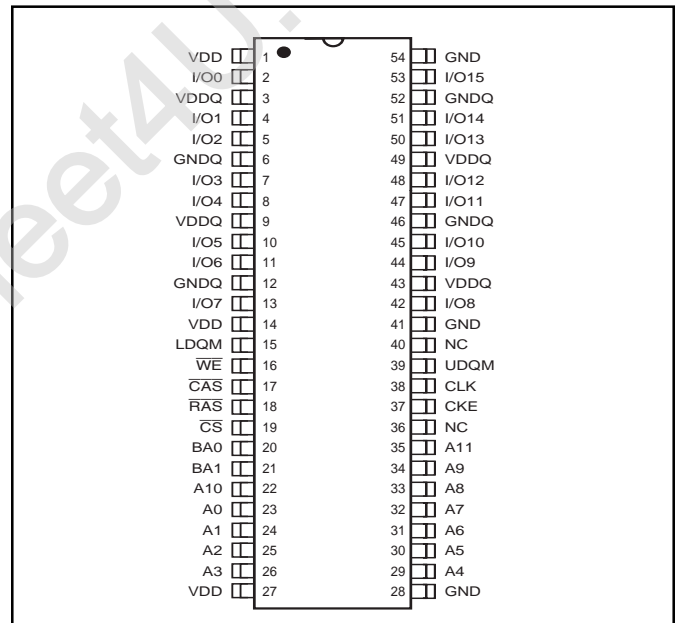 VDD 1 54 GND
I/O0 2 53 I/O15
VDDQ 3 52 GNDQ
I/O1 4 51 I/O14
I/O2 5 50 I/O13
GNDQ 6 49 VDDQ
I/O3 7 48 I/O12
I/O4 8 47 I/O11
VDDQ 9 46 GNDQ
I/O5 10 45 I/O10
I/O6 11 44 I/O9
GNDQ 12 43 VDDQ
I/O7 13 42 I/O8
VDD 14 41 GND
LDQM 15 40 NC
W̅E̅ 16 39 UDQM
C̅A̅S̅ 17 38 CLK
R̅A̅S̅ 18 37 CKE
C̅S̅ 19 36 NC
BA0 20 35 A11
BA1 21 34 A9
A10 22 33 A8
A0 23 32 A7
A1 24 31 A6
A2 25 30 A5
A3 26 29 A4
VDD 27 28 GND
eet4U.